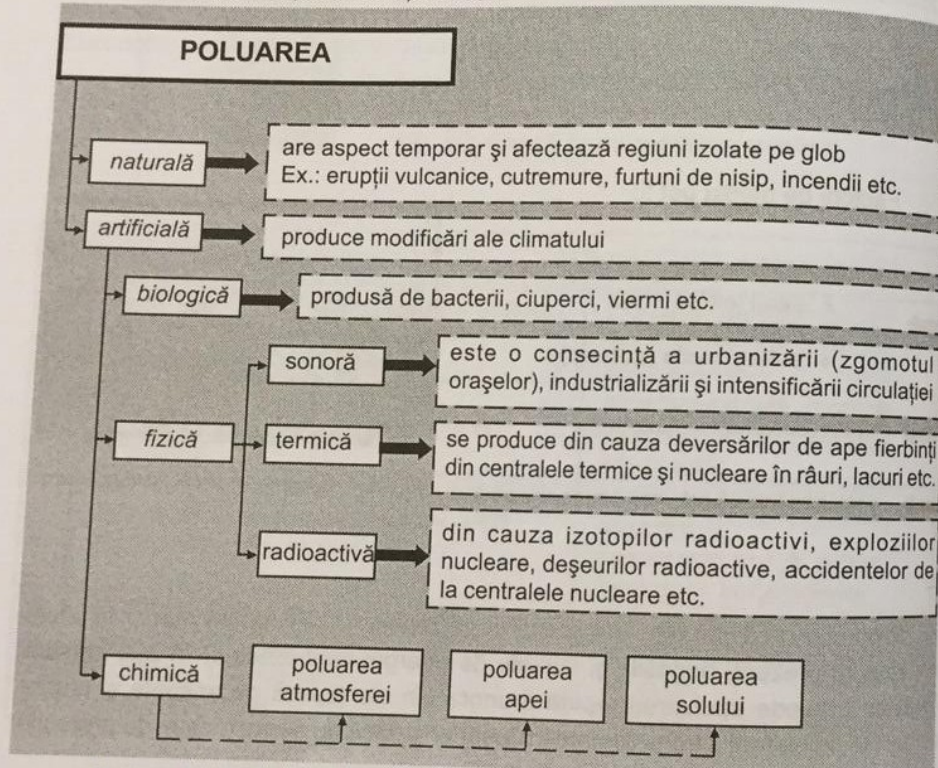 POLUAREA
naturală
are aspect temporar şi afectează regiuni izolate pe glob
Ex.: erupţii vulcanice, cutremure, furtuni de nisip, incendii etc.
artificială
produce modificări ale climatului
biologică
produsă de bacterii, ciuperci, viermi etc.
fizică
sonoră
este o consecinţă a urbanizării (zgomotul
oraşelor), industrializării şi intensificării circulaţiei
termică
se produce din cauza deversărilor de ape fierbinţi
din centralele termice şi nucleare în râuri, lacuri etc.
radioactivă
din cauza izotopilor radioactivi, exploziilor
nucleare, deşeurilor radioactive, accidentelor de
la centralele nucleare etc.
chimică
poluarea
atmosferei
poluarea
apei
poluarea
solului